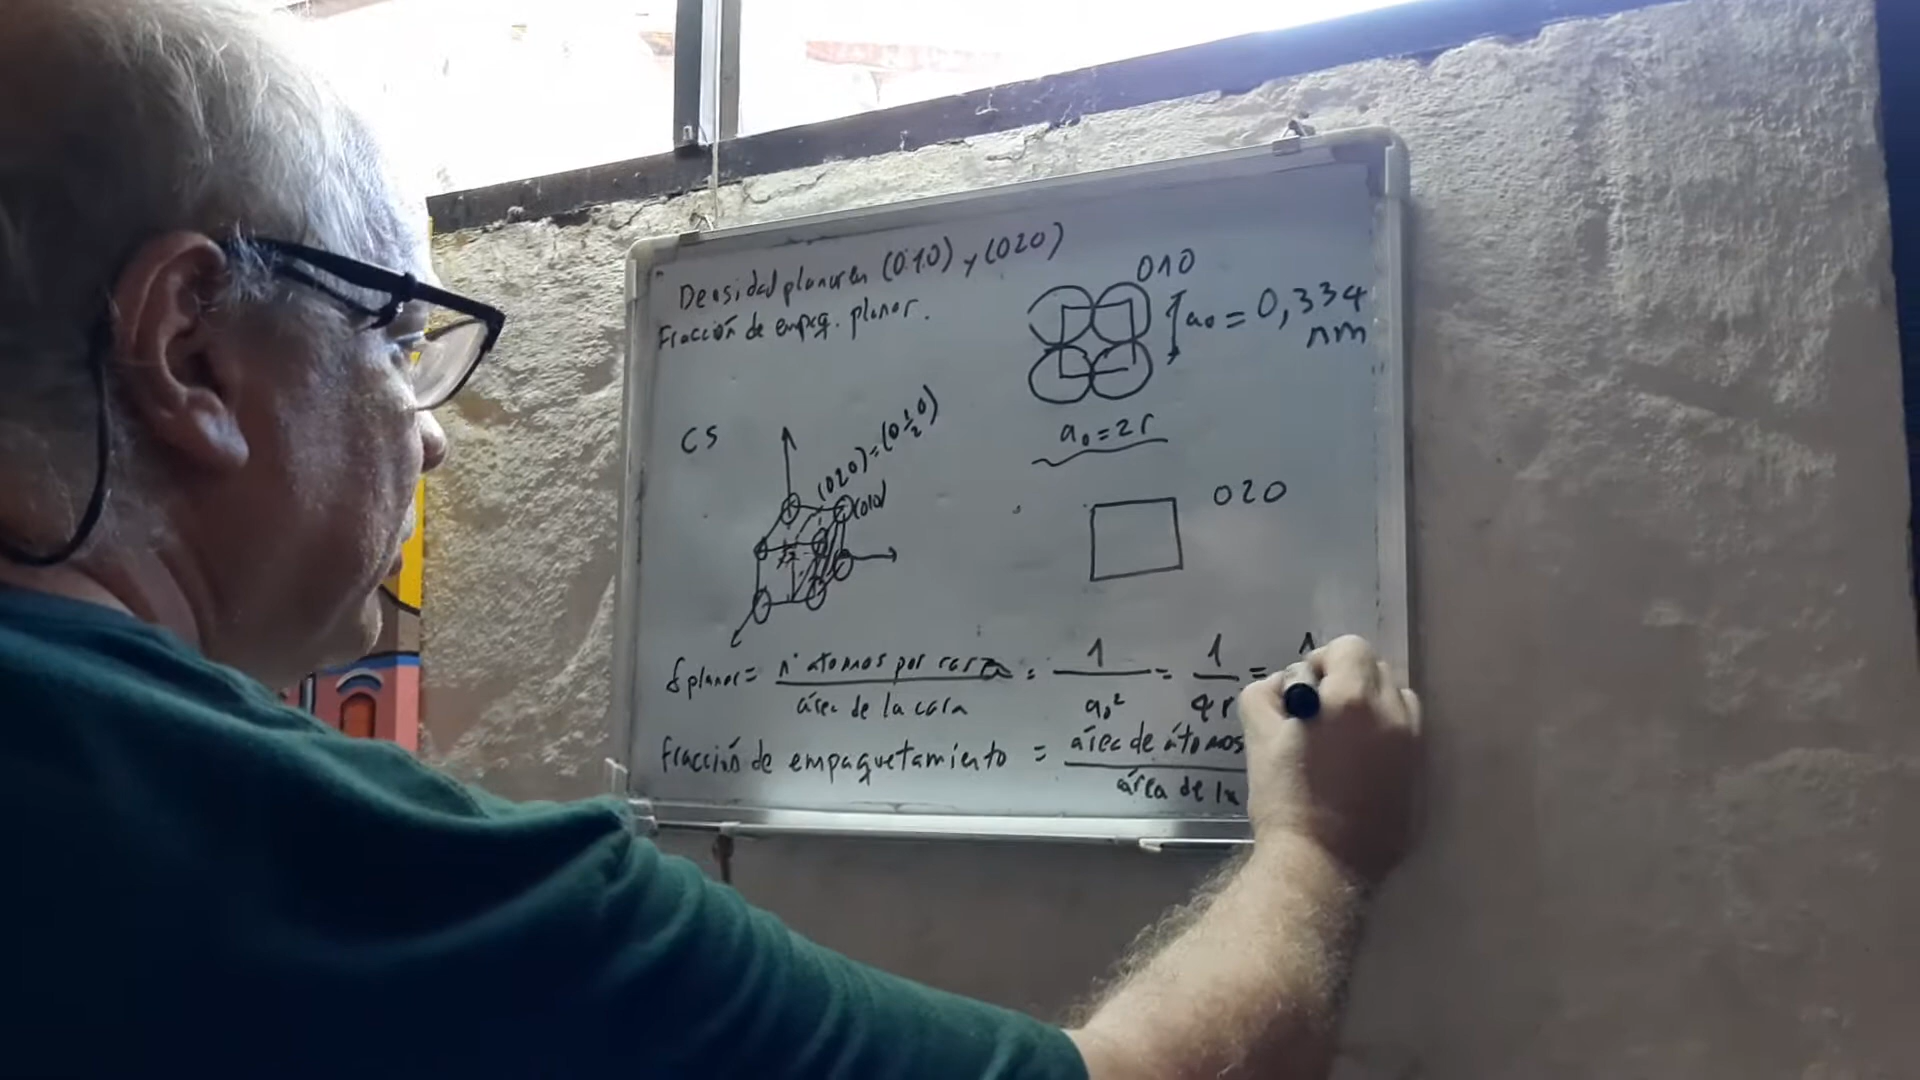 "Densidad planar en (010) y (020)
Fracción de empaq. planar.
010
a₀ = 0,334
nm
a₀ = 2r
CS
(020) = (0 1/2 0)
(010)
020
δ planar = nº átomos por cara / área de la cara = 1 / a₀² = 1 / 4r = 1
Fracción de empaquetamiento = área de átomos / área de la